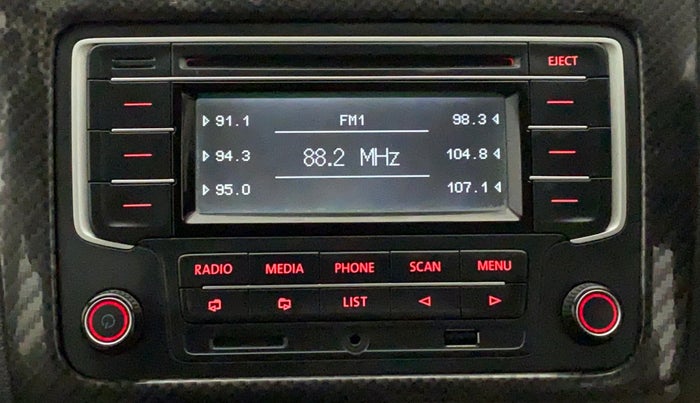 EJECT
91.1 FM1 98.3
94.3 88.2 MHz 104.8
95.0 107.1
RADIO MEDIA PHONE SCAN MENU
LIST